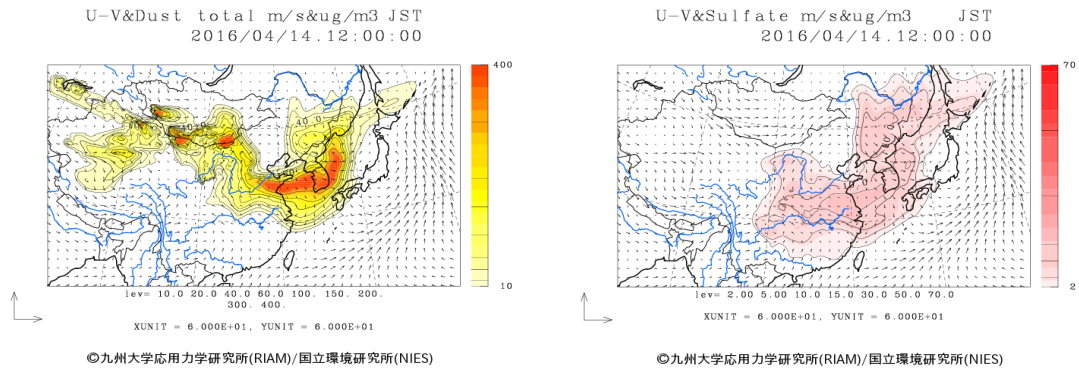 U-V&Dust total m/s&ug/m3 JST
2016/04/14.12:00:00
400
10
40.0
lev= 10.0 20.0 40.0 60.0 100. 150. 200.
300. 400.
XUNIT = 6.000E+01, YUNIT = 6.000E+01
©九州大学応用力学研究所(RIAM)/国立環境研究所(NIES)
U-V&Sulfate m/s&ug/m3 JST
2016/04/14.12:00:00
70
2
lev= 2.00 5.00 10.0 15.0 30.0 50.0 70.0
XUNIT = 6.000E+01, YUNIT = 6.000E+01
©九州大学応用力学研究所(RIAM)/国立環境研究所(NIES)